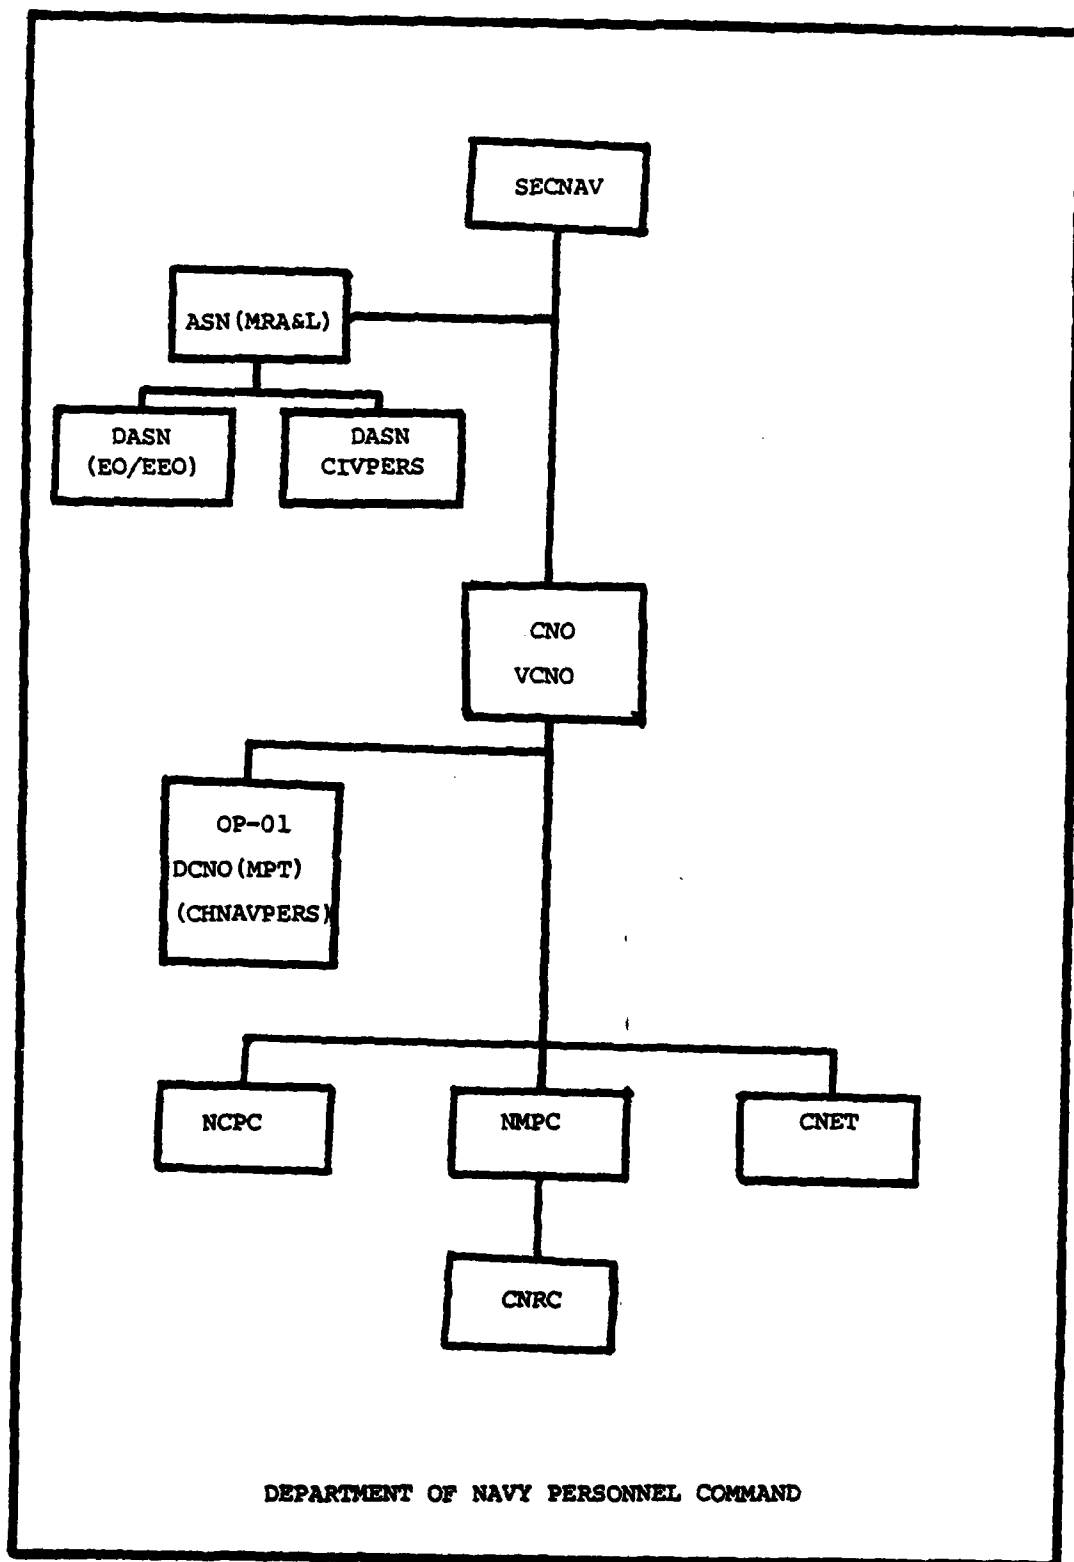 SECNAV
ASN(MRA&L)
DASN
(EO/EEO)
DASN
CIVPERS
CNO
VCNO
OP-01
DCNO(MPT)
(CHNAVPERS)
NCPC
NMPC
CNET
CNRC
DEPARTMENT OF NAVY PERSONNEL COMMAND